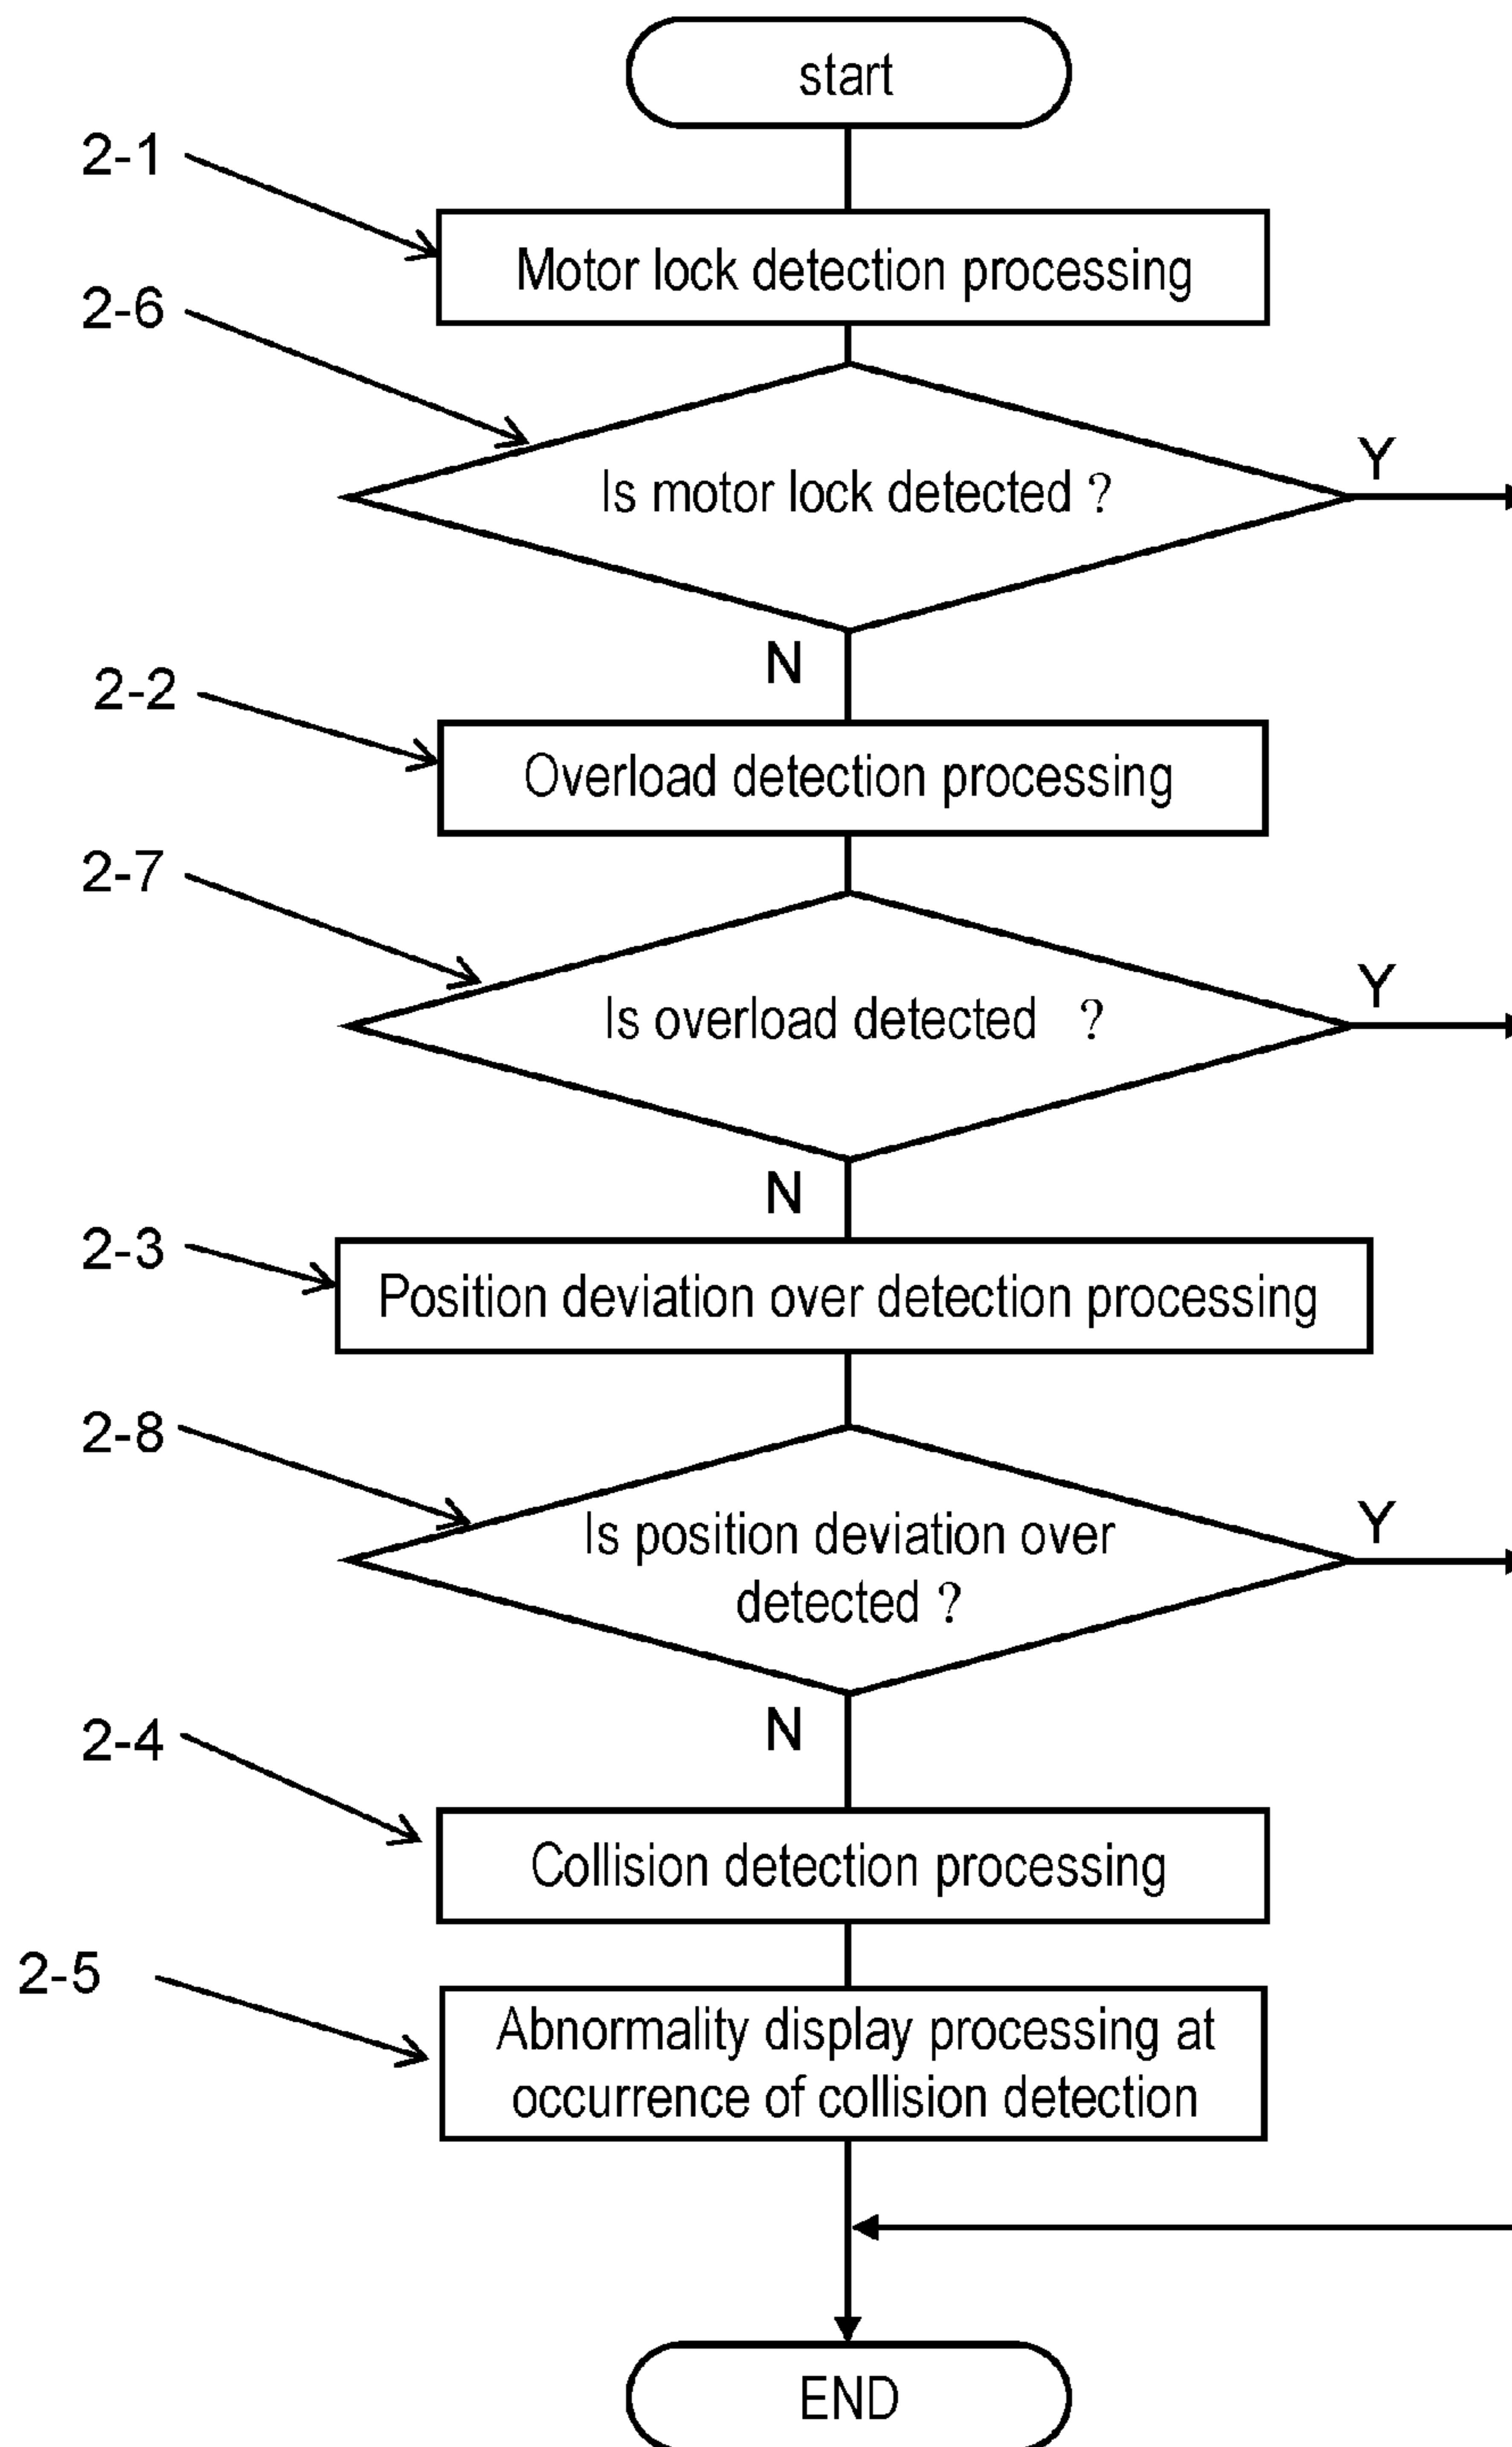 start
2-1
Motor lock detection processing
2-6
Is motor lock detected ?
Y
N
2-2
Overload detection processing
2-7
Is overload detected ?
Y
N
2-3
Position deviation over detection processing
2-8
Is position deviation over
detected ?
Y
N
2-4
Collision detection processing
2-5
Abnormality display processing at
occurrence of collision detection
END